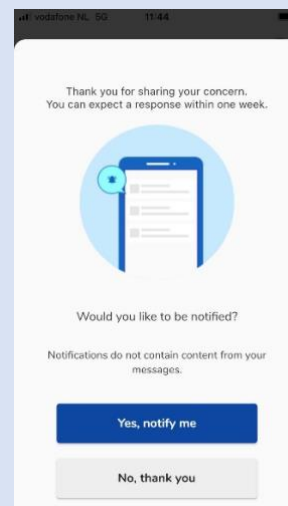 vodafone NL 5G 11:44
Thank you for sharing your concern.
You can expect a response within one week.
Would you like to be notified?
Notifications do not contain content from your
messages.
Yes, notify me
No, thank you